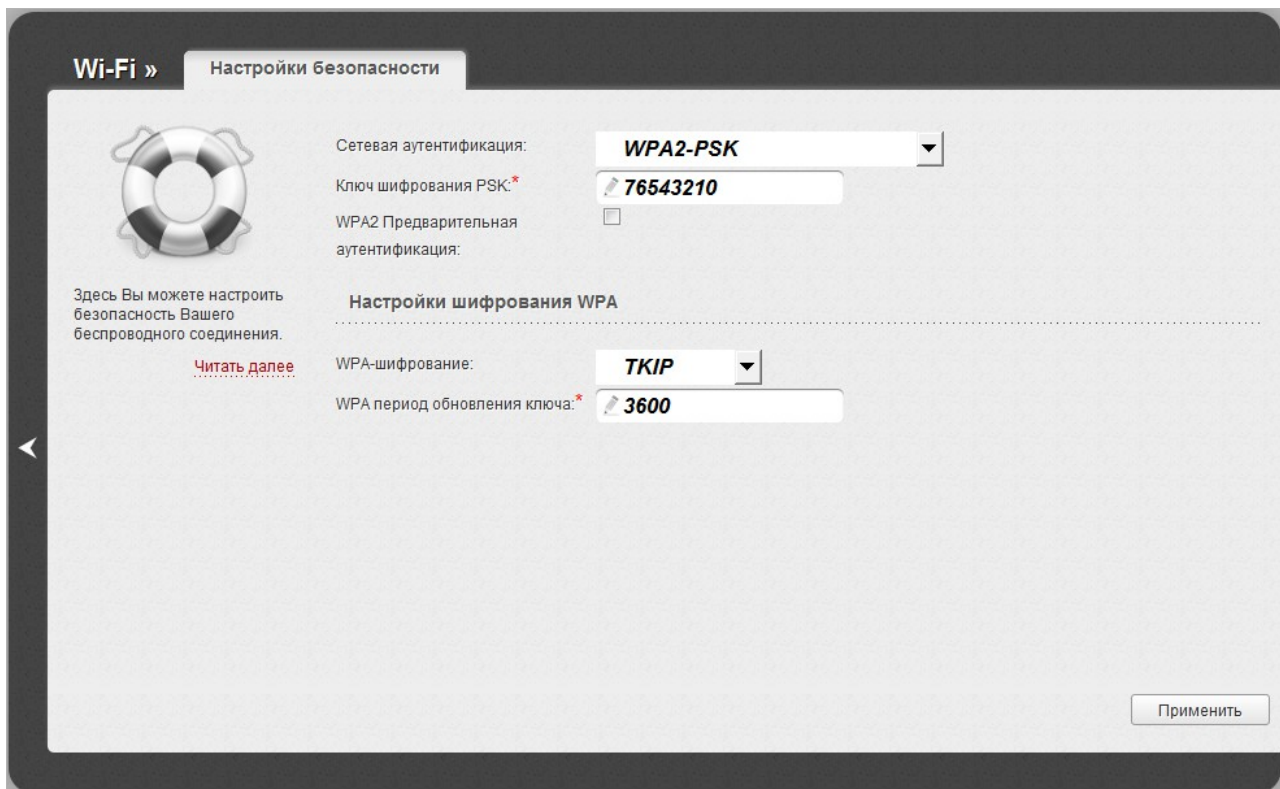 Wi-Fi » Настройки безопасности
Сетевая аутентификация: WPA2-PSK
Ключ шифрования PSK:* 76543210
WPA2 Предварительная
аутентификация:
Здесь Вы можете настроить
безопасность Вашего
беспроводного соединения.
Читать далее
Настройки шифрования WPA
WPA-шифрование: TKIP
WPA период обновления ключа:* 3600
Применить